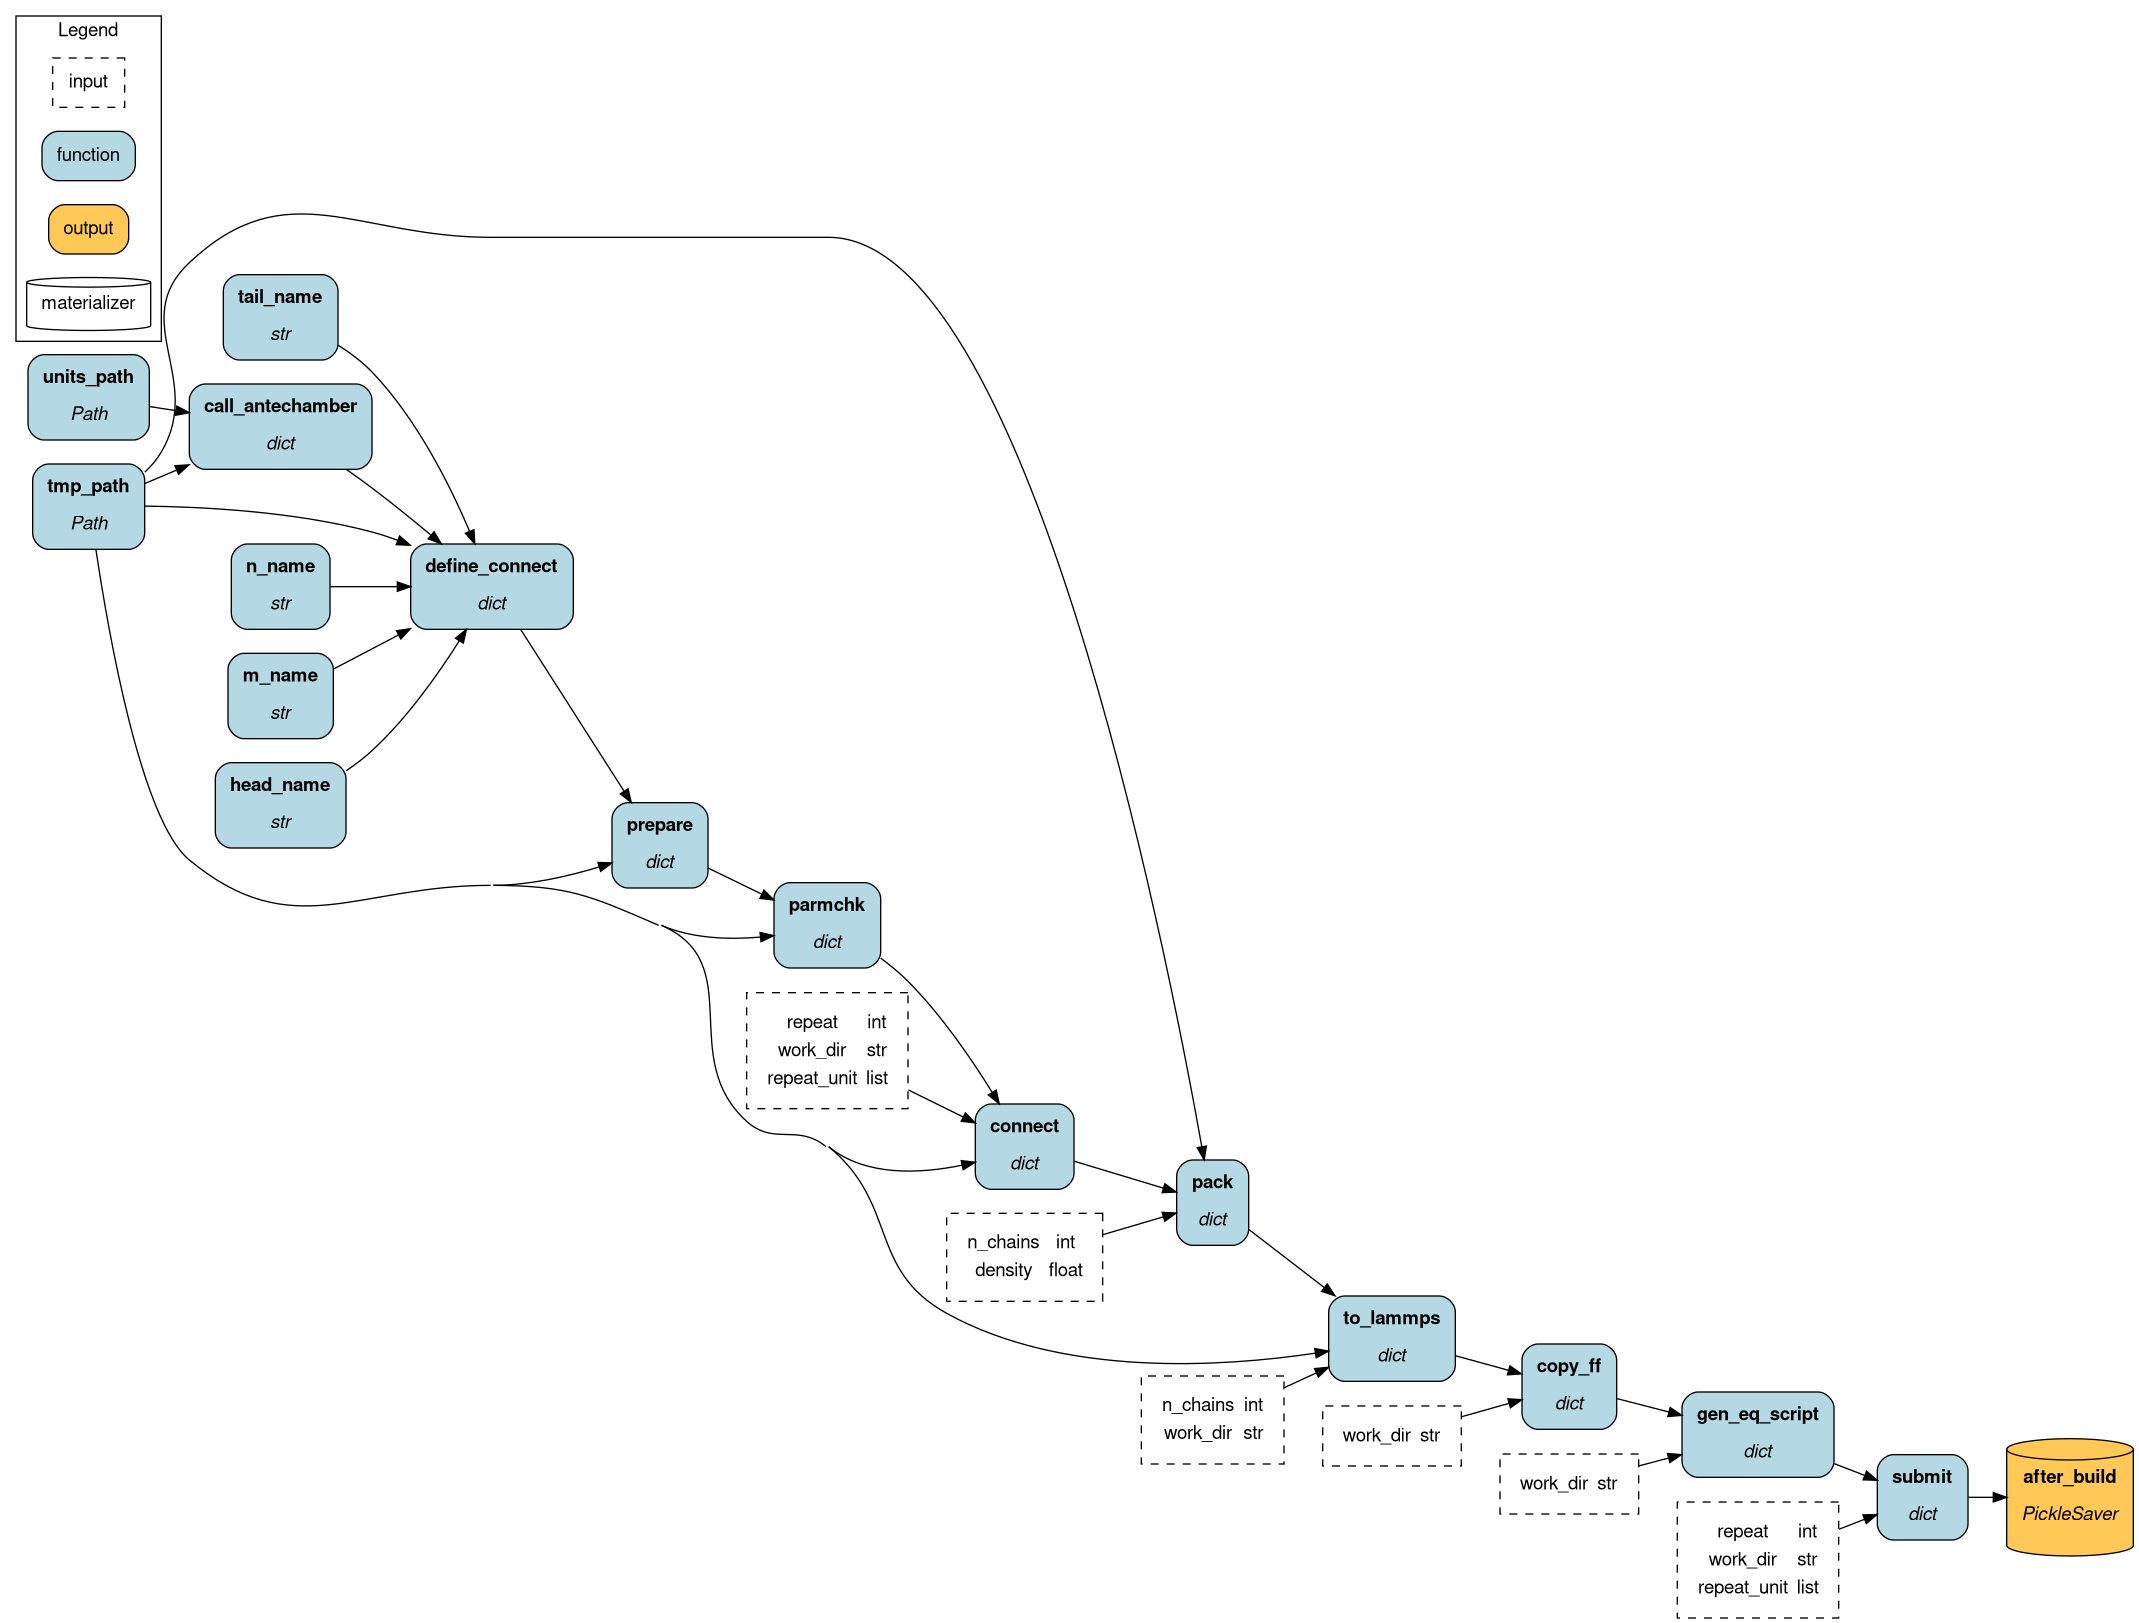 Legend
input
function
output
materializer
units_path
Path
tmp_path
Path
tail_name
str
call_antechamber
dict
n_name
str
m_name
str
head_name
str
define_connect
dict
prepare
dict
parmchk
dict
repeat int
work_dir str
repeat_unit list
connect
dict
n_chains int
density float
pack
dict
to_lammps
dict
n_chains int
work_dir str
copy_ff
dict
work_dir str
gen_eq_script
dict
work_dir str
submit
dict
repeat int
work_dir str
repeat_unit list
after_build
PickleSaver